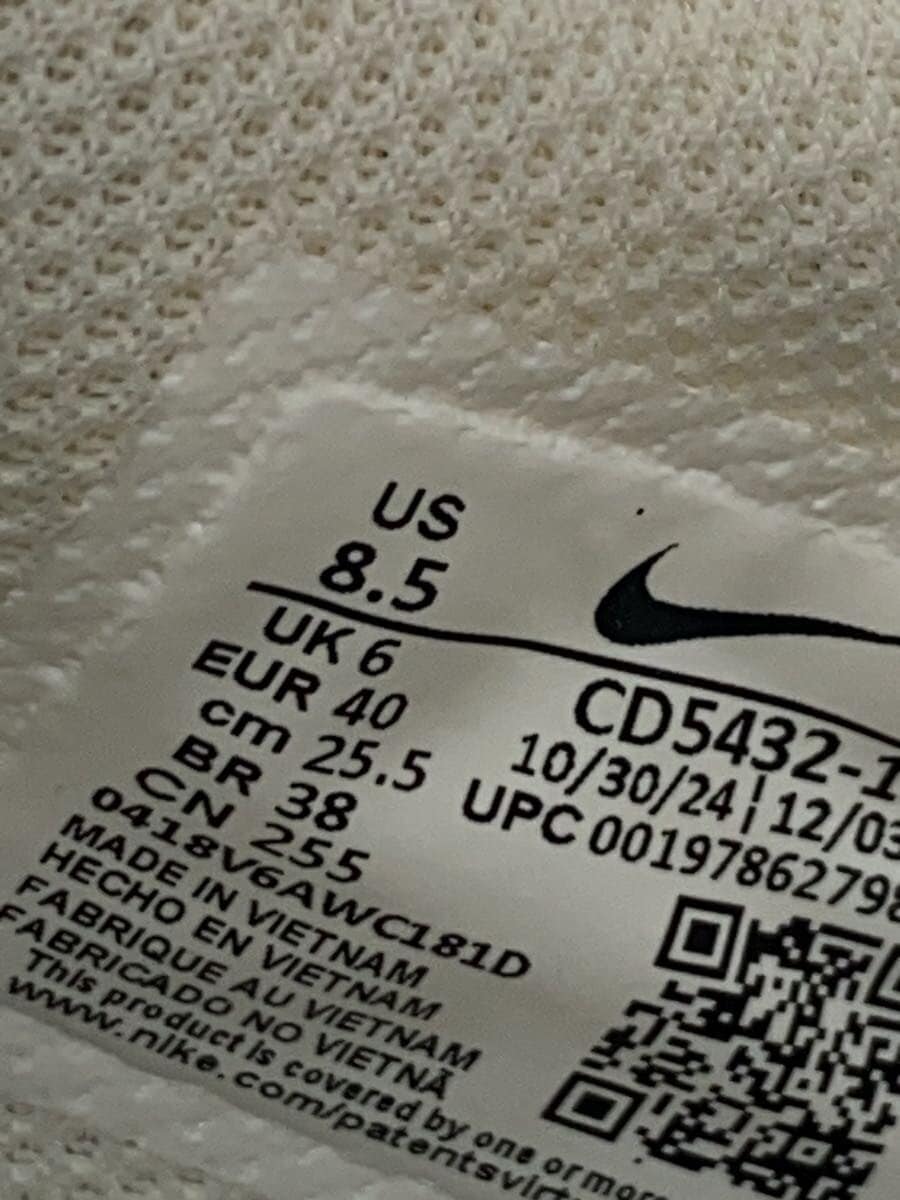 US
8.5
UK 6
EUR 40
cm 25.5
BR 38
CN 255
0418V6AWC181D
MADE IN VIETNAM
HECHO EN VIETNAM
FABRIQUE AU VIETNAM
FABRICADO NO VIETNÃ
This product is covered by one or more
www.nike.com/patentsvirt
CD5432-1
10/30/24¦12/03
UPC 00197862798